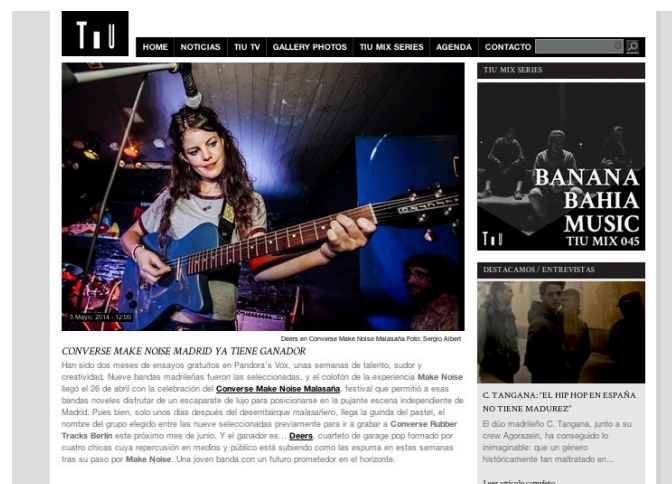 TIU
HOME NOTICIAS TIU TV GALLERY PHOTOS TIU MIX SERIES AGENDA CONTACTO
5 Mayo, 2014 - 12:00
Deers en Converse Make Noise Malasaña Foto: Sergio Albert
CONVERSE MAKE NOISE MADRID YA TIENE GANADOR
Han sido dos meses de ensayos gratuitos en Pandora's Vox, unas semanas de talento, sudor y
creatividad. Nueve bandas madrileñas fueron las seleccionadas, y el colofón de la experiencia Make Noise
llegó el 26 de abril con la celebración del Converse Make Noise Malasaña, festival que permitió a esas
bandas noveles disfrutar de un escaparate de lujo para posicionarse en la pujante escena independiente de
Madrid. Pues bien, solo unos días después del desembarque malasañero, llega la guinda del pastel, el
nombre del grupo elegido entre las nueve seleccionadas previamente para ir a grabar a Converse Rubber
Tracks Berlín este próximo mes de junio. Y el ganador es... Deers, cuarteto de garage pop formado por
cuatro chicas cuya repercusión en medios y público está subiendo como las espuma en estas semanas
tras su paso por Make Noise. Una joven banda con un futuro prometedor en el horizonte.
TIU MIX SERIES
BANANA
BAHIA
MUSIC
TIU MIX 045
TIU
DESTACAMOS / ENTREVISTAS
C. TANGANA: "EL HIP HOP EN ESPAÑA
NO TIENE MADUREZ"
El dúo madrileño C. Tangana, junto a su
crew Agorazein, ha conseguido lo
inimaginable: que un género
históricamente tan maltratado en...
Leer artículo completo